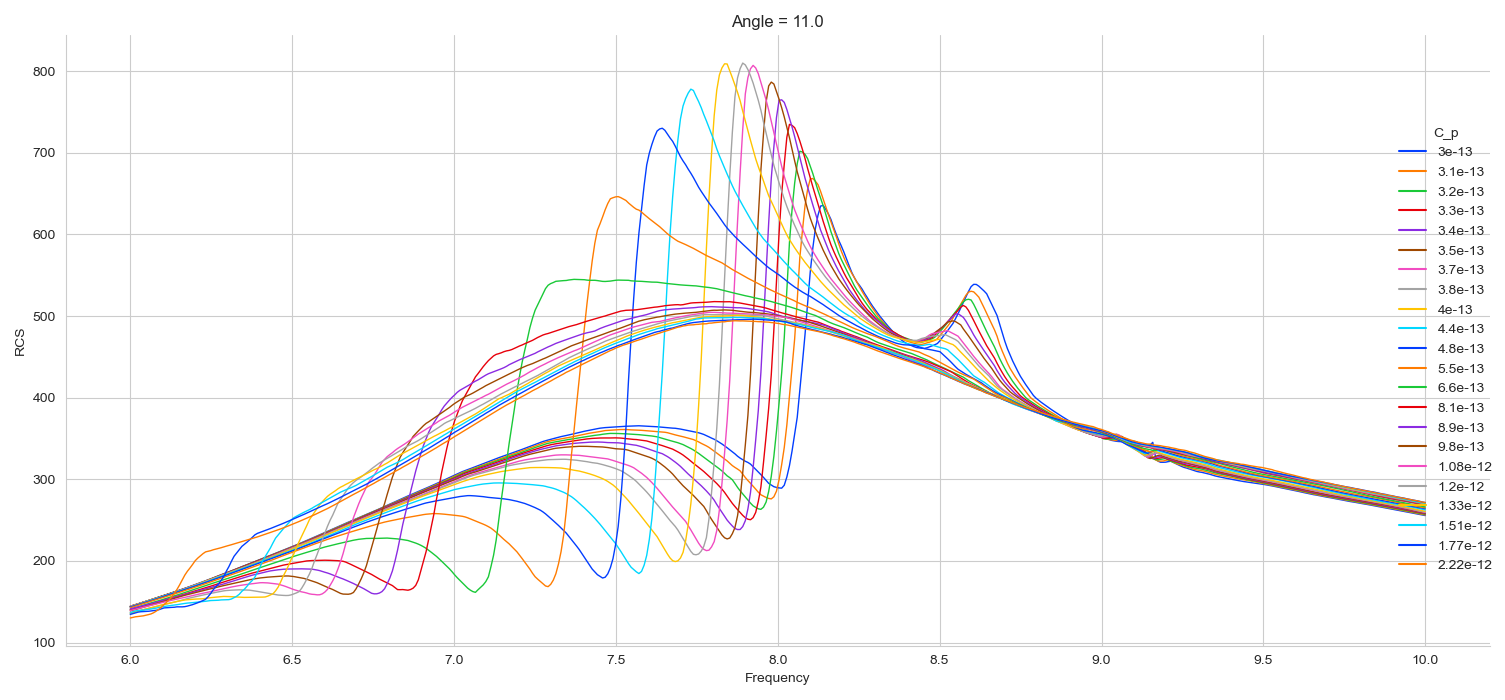 Angle = 11.0
800
700
600
500
400
300
200
100
RCS
6.0 6.5 7.0 7.5 8.0 8.5 9.0 9.5 10.0
Frequency
C_p
3e-13
3.1e-13
3.2e-13
3.3e-13
3.4e-13
3.5e-13
3.7e-13
3.8e-13
4e-13
4.4e-13
4.8e-13
5.5e-13
6.6e-13
8.1e-13
8.9e-13
9.8e-13
1.08e-12
1.2e-12
1.33e-12
1.51e-12
1.77e-12
2.22e-12